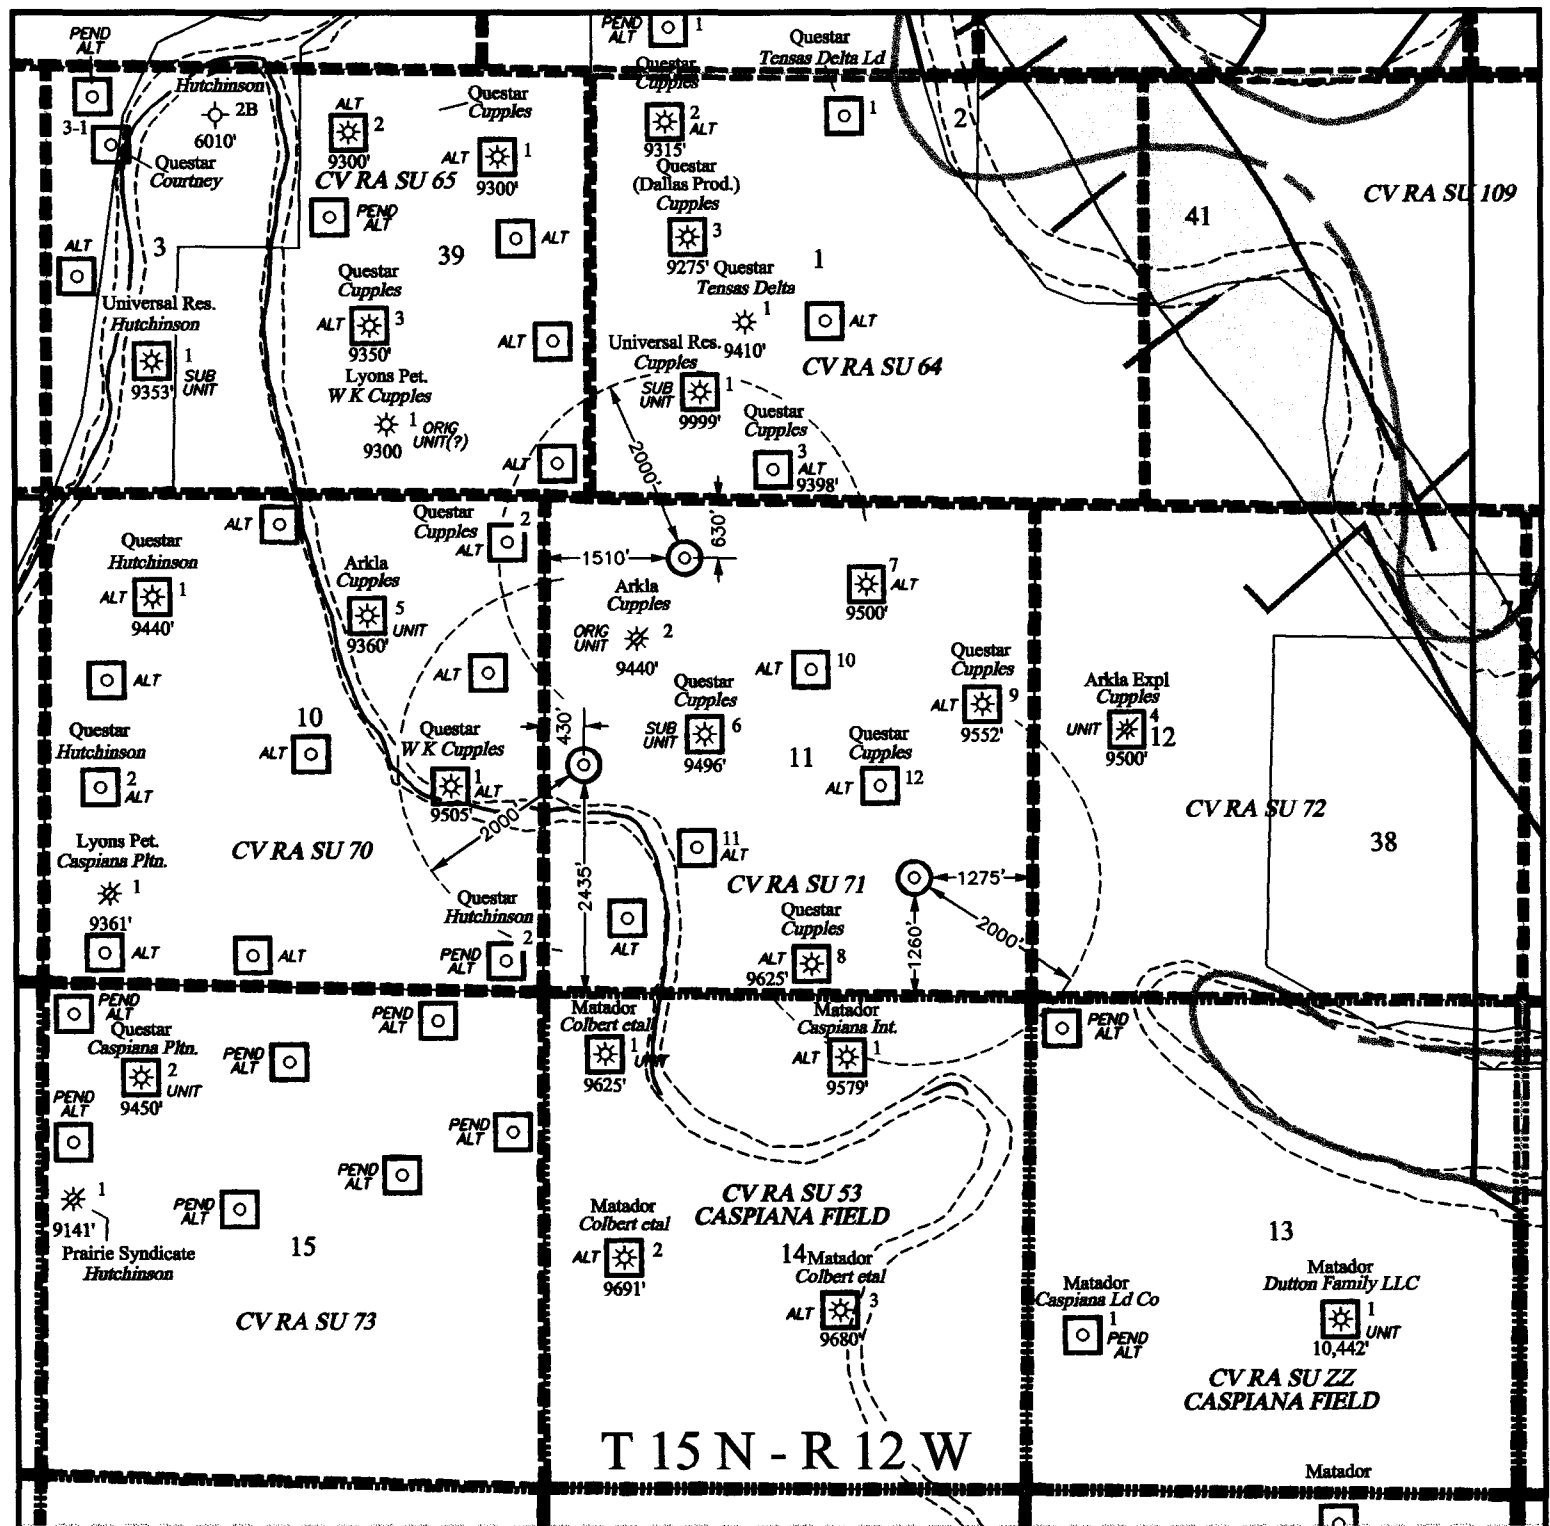 PEND
ALT
1
PEND
ALT
Questar
Tensas Delta Ld
1
Questar
Cupples
2
ALT
9315'
Hutchinson
2B
6010'
3-1
Questar
Courtney
ALT
2
9300'
Questar
Cupples
ALT
1
9300'
CV RA SU 65
PEND
ALT
ALT
39
3
ALT
Questar
(Dallas Prod.)
Cupples
3
9275'
Questar
Tensas Delta
1
9410'
1
ALT
2
41
CV RA SU 109
Universal Res.
Hutchinson
1
SUB
UNIT
9353'
Questar
Cupples
ALT
3
9350'
Lyons Pet.
W K Cupples
1
ORIG
UNIT(?)
9300
ALT
ALT
Universal Res.
Cupples
SUB
UNIT
1
9999'
CV RA SU 64
Questar
Cupples
3
ALT
9398'
2000'
630'
1510'
ALT
Questar
Cupples
2
ALT
Questar
Hutchinson
ALT
1
9440'
Arkla
Cupples
5
UNIT
9360'
ALT
ALT
10
ALT
Questar
Hutchinson
2
ALT
Questar
W K Cupples
1
ALT
9505'
Lyons Pet.
Caspiana Pltn.
1
9361'
ALT
ALT
CV RA SU 70
Questar
Hutchinson
2
PEND
ALT
Arkla
Cupples
ORIG
UNIT
2
9440'
7
ALT
9500'
ALT
10
Questar
Cupples
SUB
UNIT
6
9496'
430'
2000'
2435'
11
Questar
Cupples
ALT
9
9552'
Questar
Cupples
ALT
12
11
ALT
ALT
CV RA SU 71
Questar
Cupples
ALT
8
9625'
1275'
1260'
2000'
Arkla Expl
Cupples
UNIT
4
12
9500'
CV RA SU 72
38
7
PEND
ALT
Questar
Caspiana Pltn.
2
UNIT
9450'
PEND
ALT
PEND
ALT
PEND
ALT
PEND
ALT
PEND
ALT
PEND
ALT
1
9141'
Prairie Syndicate
Hutchinson
15
CV RA SU 73
Matador
Colbert etal
1
UNIT
9625'
Matador
Caspiana Int.
ALT
1
9579'
PEND
ALT
CV RA SU 53
CASPIANA FIELD
Matador
Colbert etal
ALT
2
9691'
14
Matador
Colbert etal
ALT
3
9680'
13
Matador
Caspiana Ld Co
1
PEND
ALT
Matador
Dutton Family LLC
1
UNIT
10,442'
CV RA SU ZZ
CASPIANA FIELD
T 15 N - R 12 W
Matador